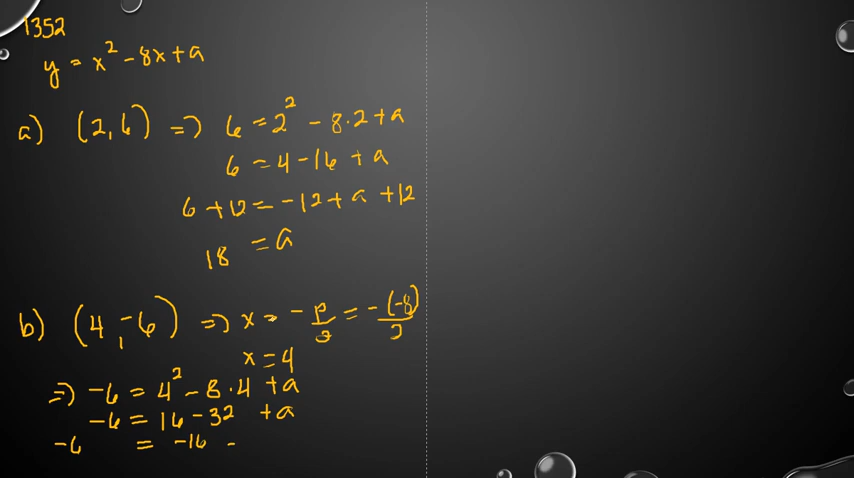 1352
y = x² - 8x + a
a) (2,6) => 6 = 2² - 8·2 + a
6 = 4 - 16 + a
6 + 12 = -12 + a + 12
18 = a
b) (4,-6) => x = -p/2 = -(-8)/2
x = 4
=> -6 = 4² - 8·4 + a
-6 = 16 - 32 + a
-6 = -16 -